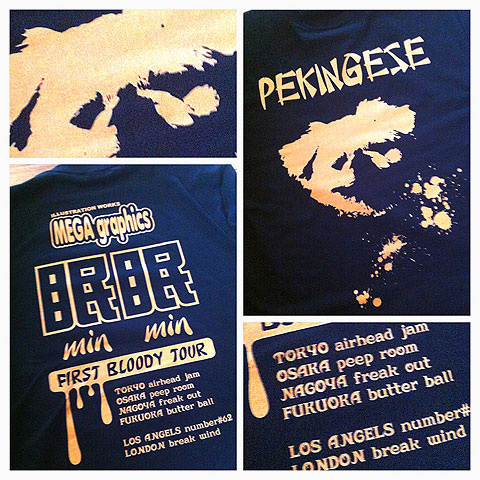 PEKINGESE
ILLUSTRATION WORKS
MEGA graphics
BRBR
min min
FIRST BLOODY TOUR
TOKYO airhead jam
OSAKA peep room
NAGOYA freak out
FUKUOKA butter ball
LOS ANGELS number#62
LONDON break wind
TOKYO airhead jam
OSAKA peep room
NAGOYA freak out
FUKUOKA butter ball
LOS ANGELS number#
LONDON break wind